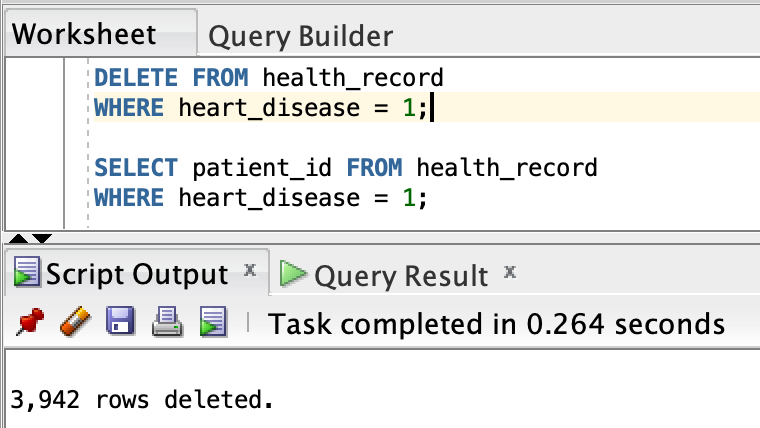 Worksheet Query Builder
DELETE FROM health_record
WHERE heart_disease = 1;
SELECT patient_id FROM health_record
WHERE heart_disease = 1;
Script Output x Query Result x
Task completed in 0.264 seconds
3,942 rows deleted.